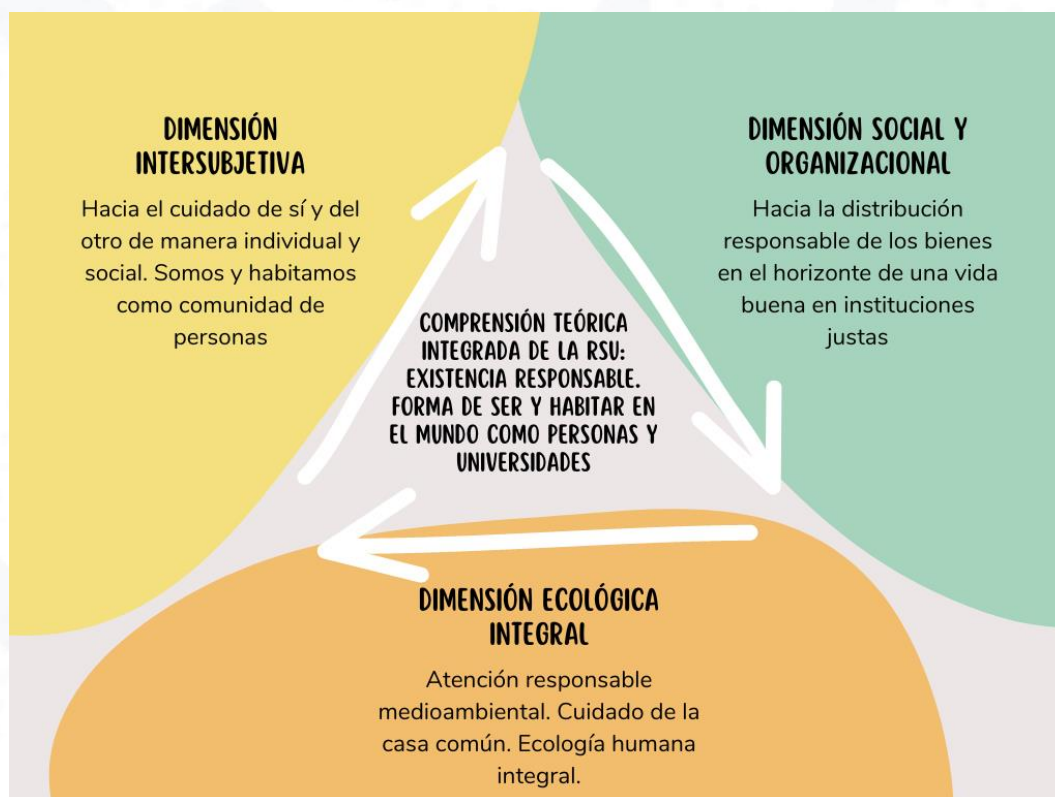 DIMENSIÓN
INTERSUBJETIVA
Hacia el cuidado de sí y del
otro de manera individual y
social. Somos y habitamos
como comunidad de
personas
DIMENSIÓN SOCIAL Y
ORGANIZACIONAL
Hacia la distribución
responsable de los bienes
en el horizonte de una vida
buena en instituciones
justas
COMPRENSIÓN TEÓRICA
INTEGRADA DE LA RSU:
EXISTENCIA RESPONSABLE.
FORMA DE SER Y HABITAR EN
EL MUNDO COMO PERSONAS Y
UNIVERSIDADES
DIMENSIÓN ECOLÓGICA
INTEGRAL
Atención responsable
medioambiental. Cuidado de la
casa común. Ecología humana
integral.